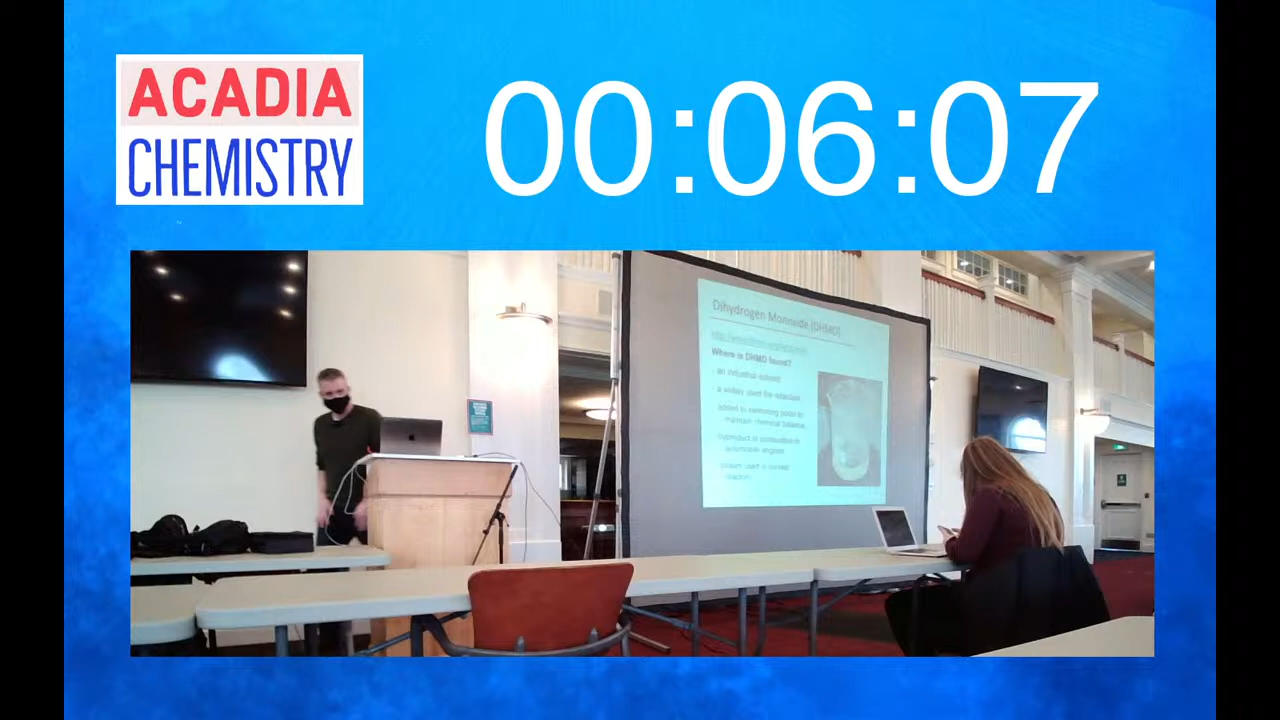 ACADIA
CHEMISTRY
00:06:07
Dihydrogen Monoxide (DHMO)
Where is DHMO found?
an industrial solvent
a widely used fire retardant
added to swimming pools to
maintain chemical balance
byproduct of combustion in
automobile engines
used in nuclear
reactors